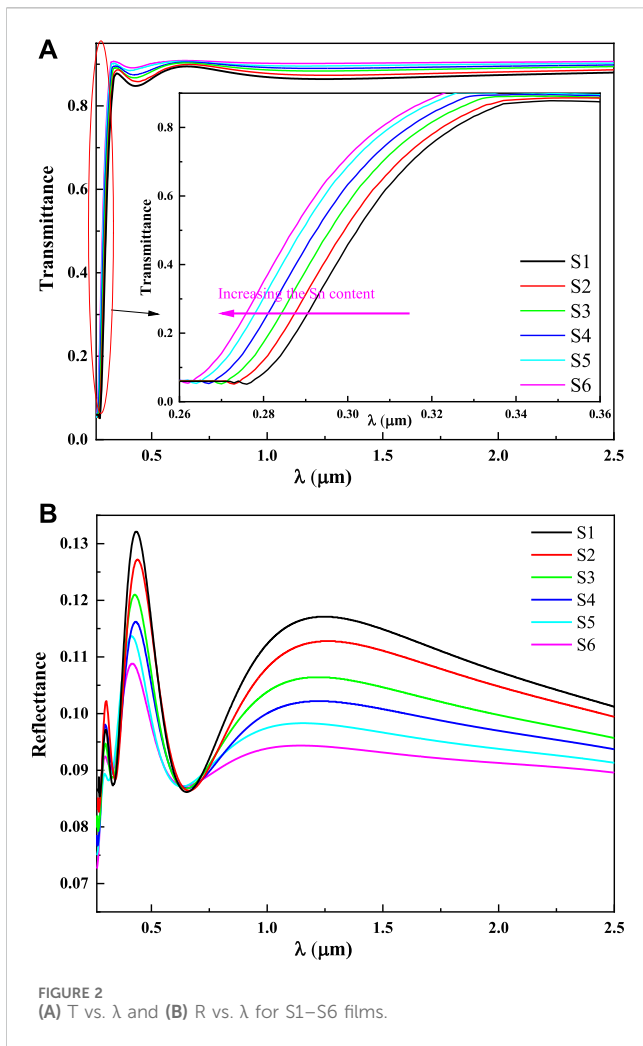 A
Transmittance
0.8
0.6
0.4
0.2
0.0
0.5
1.0
1.5
2.0
2.5
λ (μm)
Transmittance
0.8
0.6
0.4
0.2
0.0
0.26
0.28
0.30
0.32
0.34
0.36
λ (μm)
Increasing the Sn content
S1
S2
S3
S4
S5
S6
B
Reflecttance
0.13
0.12
0.11
0.10
0.09
0.08
0.07
0.5
1.0
1.5
2.0
2.5
λ (μm)
S1
S2
S3
S4
S5
S6
FIGURE 2
(A) T vs. λ and (B) R vs. λ for S1–S6 films.